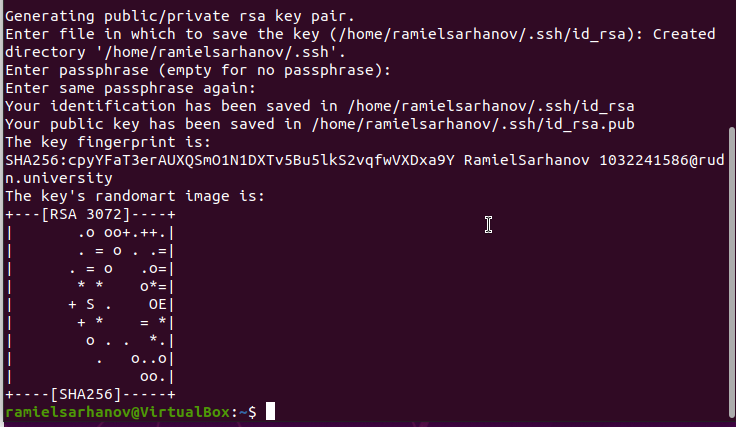 Generating public/private rsa key pair.
Enter file in which to save the key (/home/ramielsarhanov/.ssh/id_rsa): Created
directory '/home/ramielsarhanov/.ssh'.
Enter passphrase (empty for no passphrase):
Enter same passphrase again:
Your identification has been saved in /home/ramielsarhanov/.ssh/id_rsa
Your public key has been saved in /home/ramielsarhanov/.ssh/id_rsa.pub
The key fingerprint is:
SHA256:cpyYFaT3erAUXQSmO1N1DXTv5Bu5lkS2vqfwVXDxa9Y RamielSarhanov 1032241586@rud
n.university
The key's randomart image is:
+---[RSA 3072]----+
|       .o oo+.++.|
|       . = o . .=|
|      . = o   .o=|
|       * *    o*=|
|      + S .    OE|
|       + *    = *|
|        o . .  *.|
|         .   o..o|
|              oo.|
+----[SHA256]-----+
ramielsarhanov@VirtualBox:~$